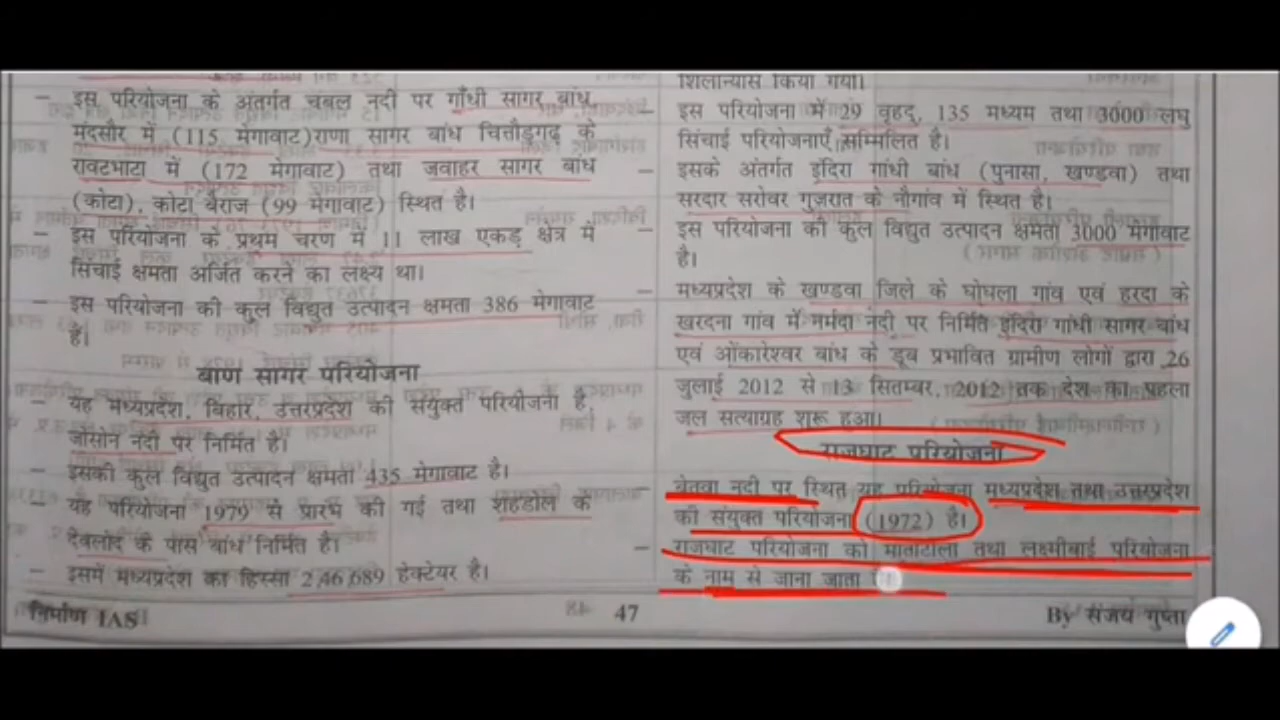 इस परियोजना के अंतर्गत चंबल नदी पर गाँधी सागर बांध
मंदसौर में (115 मेगावाट)राणा सागर बांध चित्तौड़गढ़ के
रावटभाटा में (172 मेगावाट) तथा जवाहर सागर बांध
(कोटा), कोटा बैराज (99 मेगावाट) स्थित है।
– इस परियोजना के प्रथम चरण में 11 लाख एकड़ क्षेत्र में
सिंचाई क्षमता अर्जित करने का लक्ष्य था।
– इस परियोजना की कुल विद्युत उत्पादन क्षमता 386 मेगावाट
है।
बाण सागर परियोजना
– यह मध्यप्रदेश, बिहार, उत्तरप्रदेश की संयुक्त परियोजना है,
जोसोन नदी पर निर्मित है।
– इसकी कुल विद्युत उत्पादन क्षमता 435 मेगावाट है।
– यह परियोजना 1979 से प्रारंभ की गई तथा शहडोल के
देवलोंद के पास बांध निर्मित है।
– इसमें मध्यप्रदेश का हिस्सा 2,46,689 हेक्टेयर है।
शिलान्यास किया गया।
– इस परियोजना में 29 वृहद्, 135 मध्यम तथा 3000 लघु
सिंचाई परियोजनाएँ सम्मिलित है।
– इसके अंतर्गत इंदिरा गांधी बांध (पुनासा, खण्डवा) तथा
सरदार सरोवर गुजरात के नौगांव में स्थित है।
– इस परियोजना की कुल विद्युत उत्पादन क्षमता 3000 मेगावाट
है।
मध्यप्रदेश के खण्डवा जिले के घोघला गांव एवं हरदा के
खरदना गांव में नर्मदा नदी पर निर्मित इंदिरा गांधी सागर बांध
एवं ओंकारेश्वर बांध के डूब प्रभावित ग्रामीण लोगों द्वारा 26
जुलाई 2012 से 13 सितम्बर, 2012 तक देश का पहला
जल सत्याग्रह शुरू हुआ।
राजघाट परियोजना
– बेतवा नदी पर स्थित यह परियोजना मध्यप्रदेश तथा उत्तरप्रदेश
की संयुक्त परियोजना (1972) है।
– राजघाट परियोजना को माताटीला तथा लक्ष्मीबाई परियोजना
के नाम से जाना जाता
निर्माण IAS 47 By संजय गुप्ता